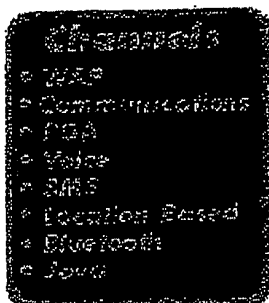 Channels
WAP
Communications
PDA
Voice
SMS
Location Based
Bluetooth
Java